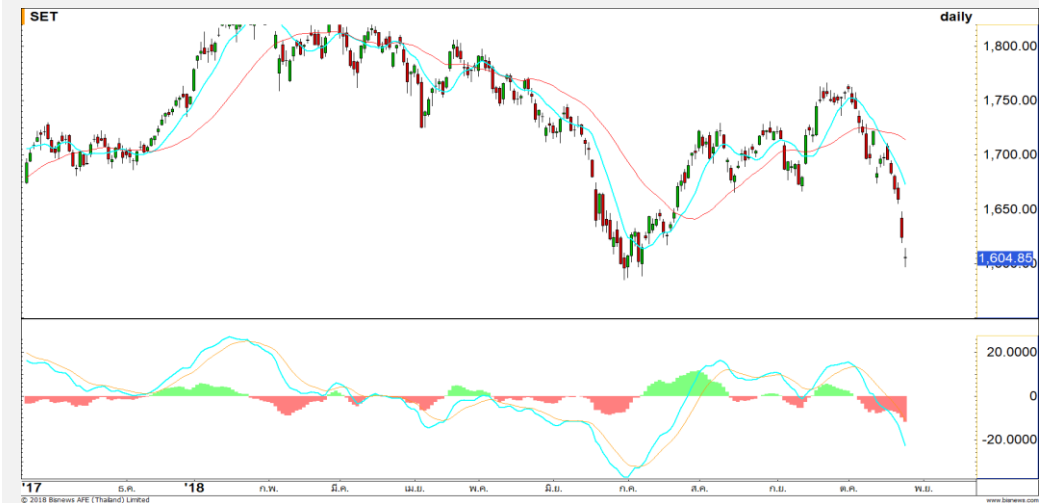 SET daily
1,800.00
1,750.00
1,700.00
1,650.00
1,604.85
20.0000
0
-20.0000
'17 ธ.ค. '18 ก.พ. มี.ค. เม.ย. พ.ค. มิ.ย. ก.ค. ส.ค. ก.ย. ต.ค. พ.ย.
© 2018 Bisnews AFE (Thailand) Limited www.bisnews.com